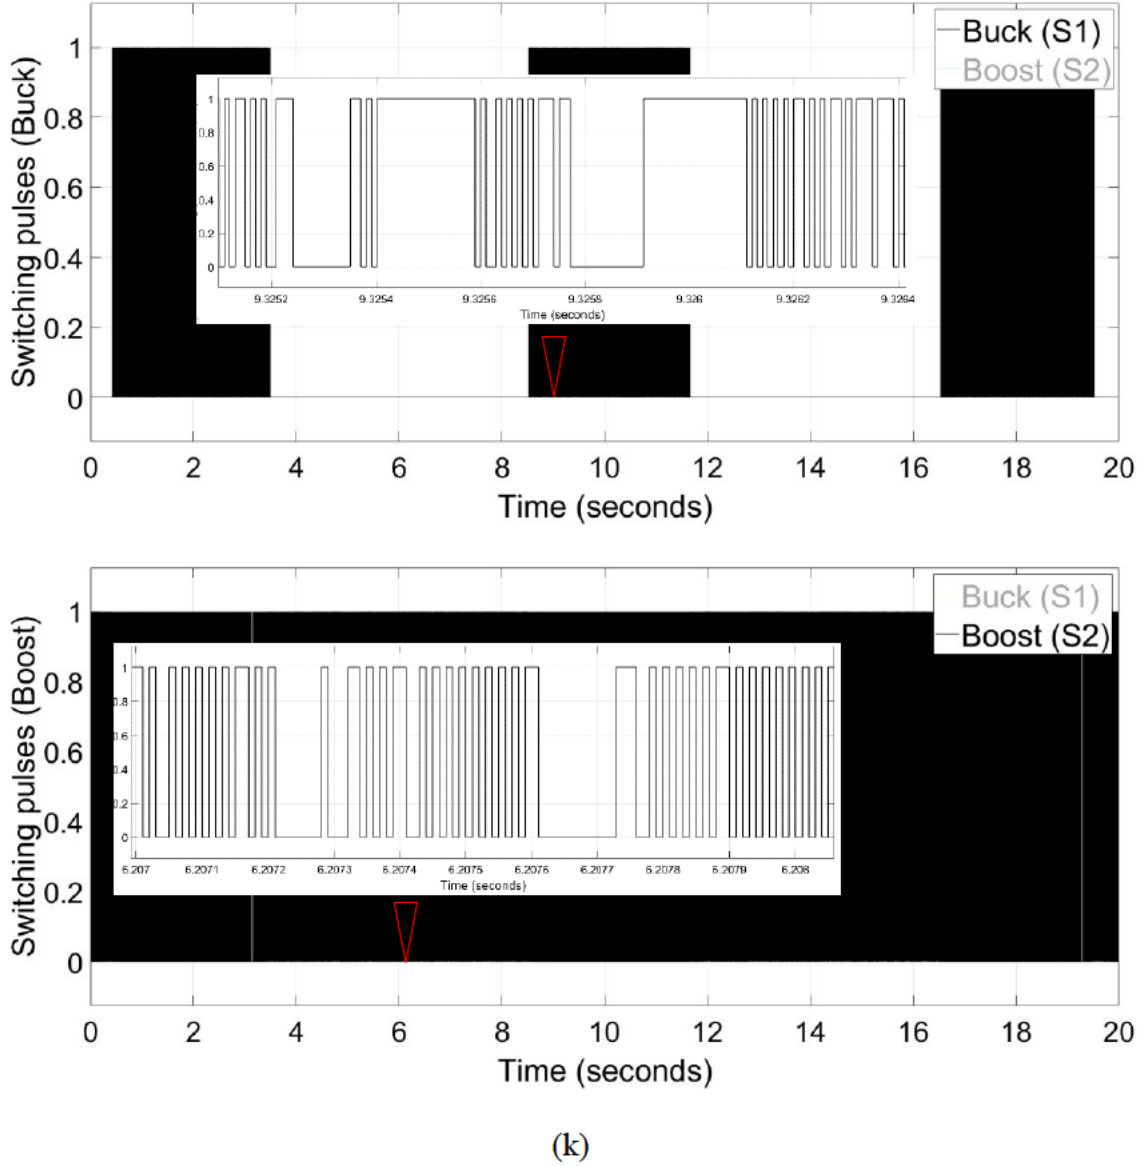 Switching pulses (Buck)
1
0.8
0.6
0.4
0.2
0
Buck (S1)
Boost (S2)
1
0.8
0.6
0.4
0.2
0
9.3252 9.3254 9.3256 9.3258 9.326 9.3262 9.3264
Time (seconds)
0 2 4 6 8 10 12 14 16 18 20
Time (seconds)
Switching pulses (Boost)
1
0.8
0.6
0.4
0.2
0
Buck (S1)
Boost (S2)
1
0.8
0.6
0.4
0.2
0
6.207 6.2071 6.2072 6.2073 6.2074 6.2075 6.2076 6.2077 6.2078 6.2079 6.208
Time (seconds)
0 2 4 6 8 10 12 14 16 18 20
Time (seconds)
(k)